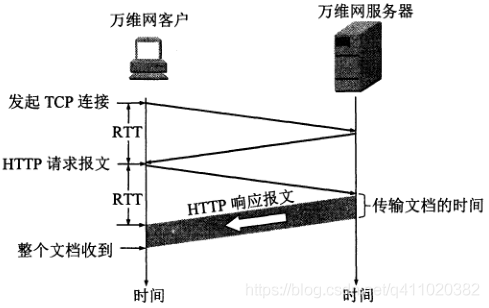 万维网客户
万维网服务器
发起 TCP 连接
RTT
HTTP 请求报文
RTT
HTTP 响应报文
传输文档的时间
整个文档收到
时间
时间
https://blog.csdn.net/q411020382